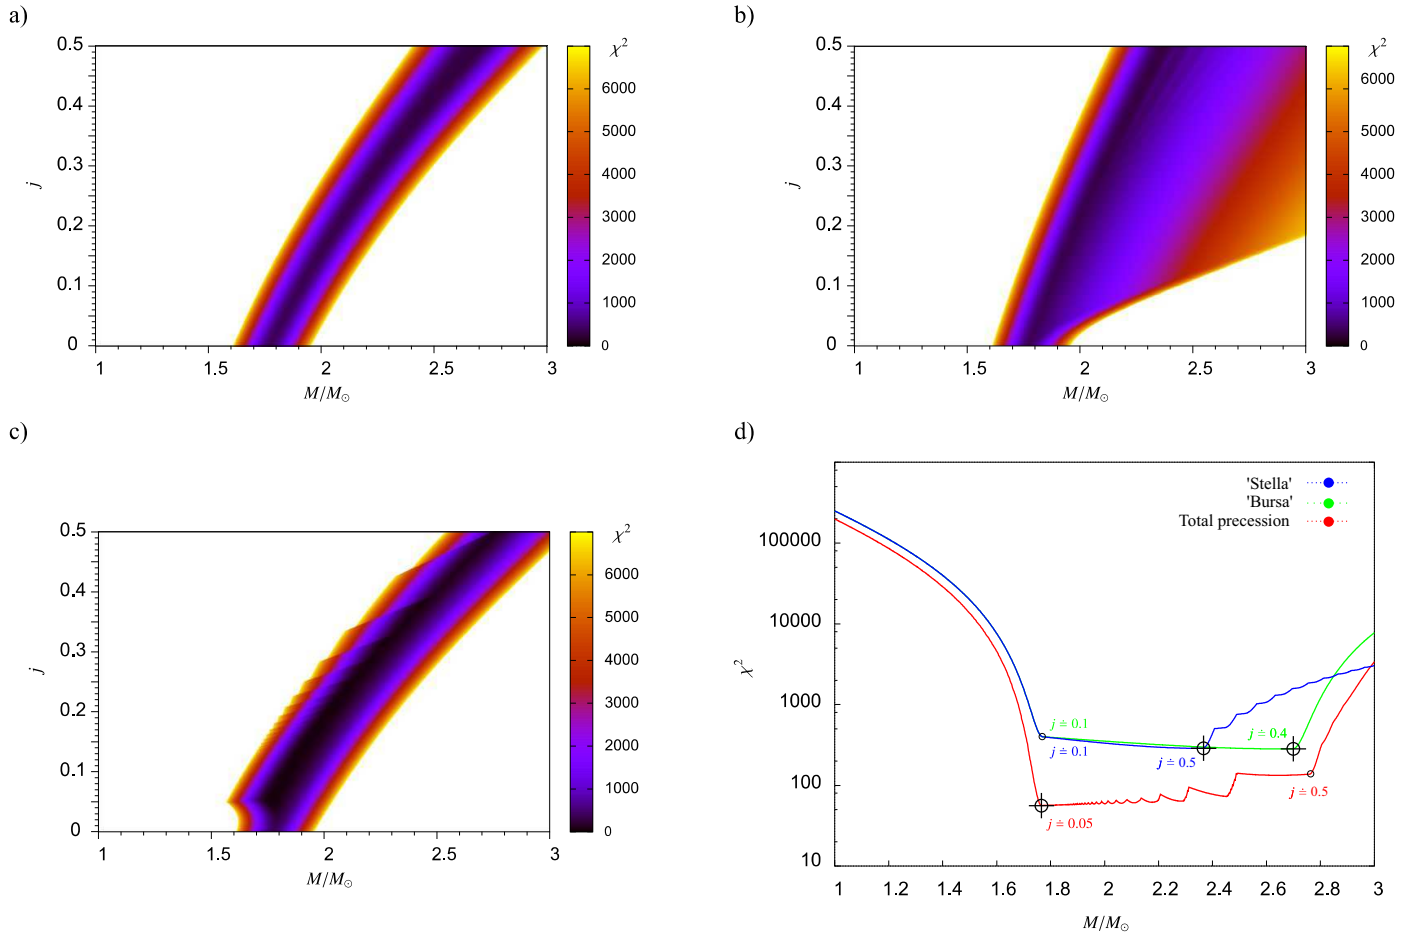 a)
0.5
0.4
0.3
0.2
0.1
0
j
1 1.5 2 2.5 3
M/M⊙
χ²
6000
5000
4000
3000
2000
1000
0
b)
0.5
0.4
0.3
0.2
0.1
0
j
1 1.5 2 2.5 3
M/M⊙
χ²
6000
5000
4000
3000
2000
1000
0
c)
0.5
0.4
0.3
0.2
0.1
0
j
1 1.5 2 2.5 3
M/M⊙
χ²
6000
5000
4000
3000
2000
1000
0
d)
100000
10000
1000
100
10
χ²
'Stella'
'Bursa'
Total precession
j ≐ 0.1
j ≐ 0.1
j ≐ 0.4
j ≐ 0.5
j ≐ 0.5
j ≐ 0.05
1 1.2 1.4 1.6 1.8 2 2.2 2.4 2.6 2.8 3
M/M⊙